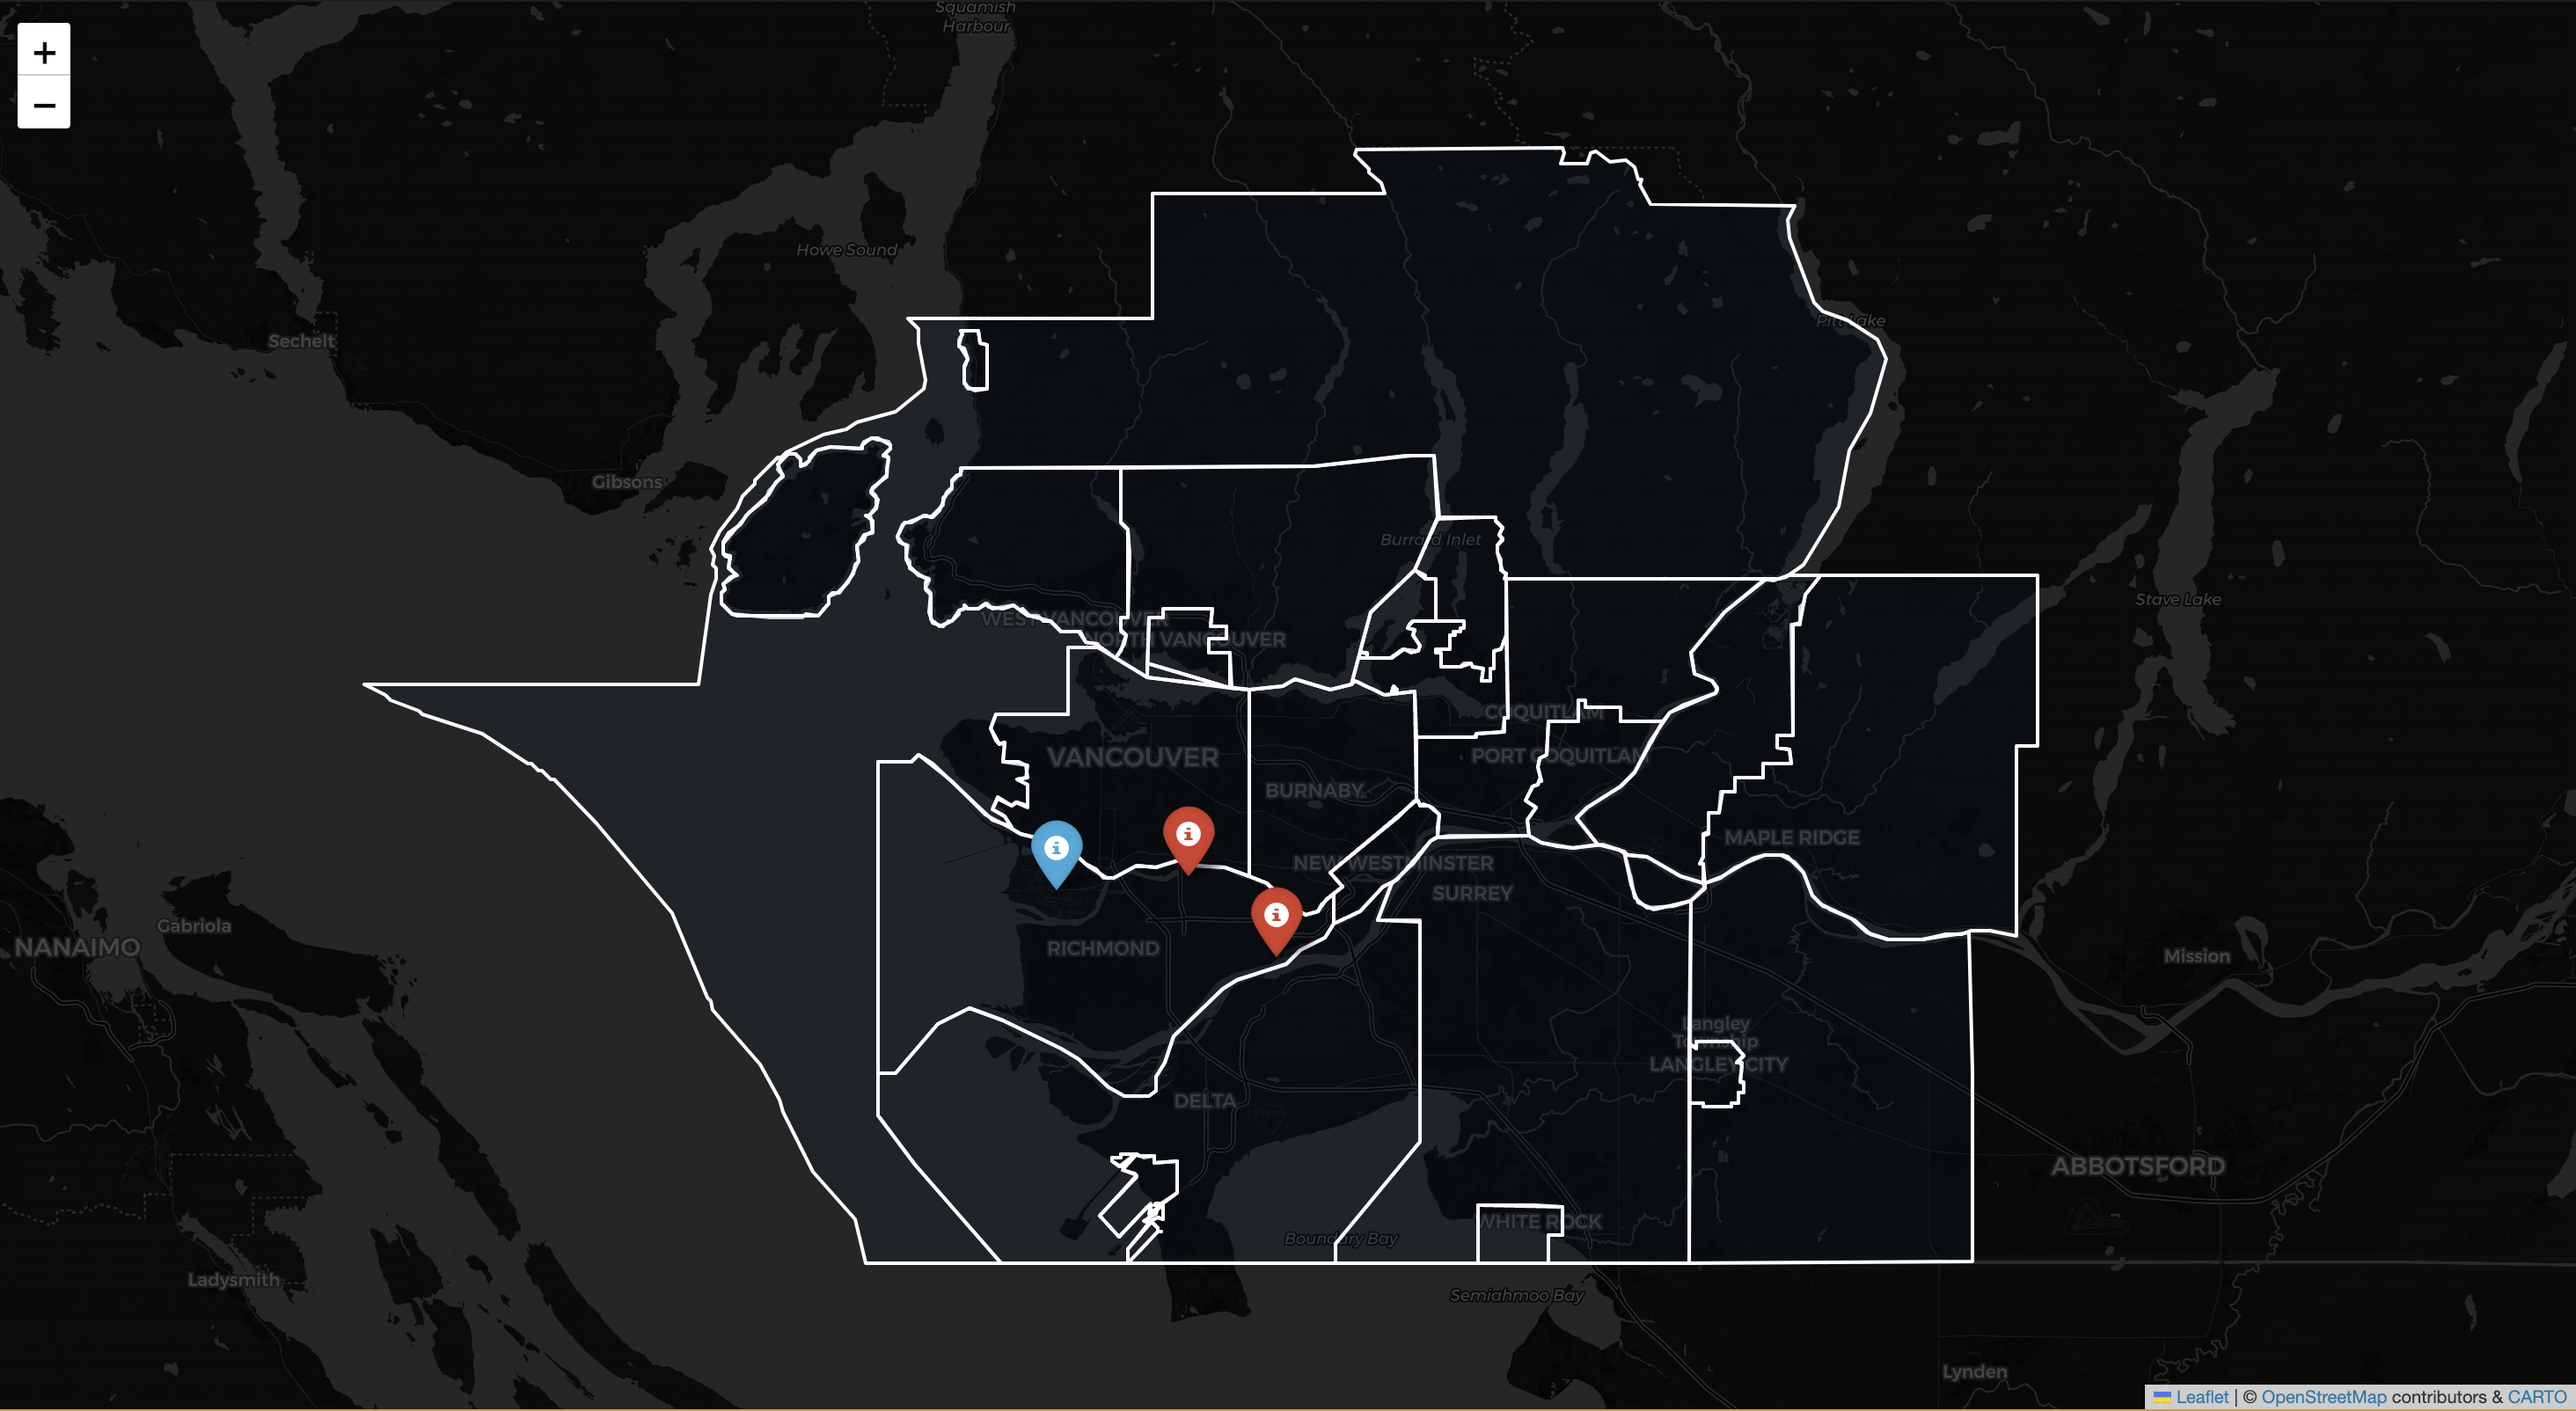 +
−
Squamish
Harbour
Howe Sound
Pitt Lake
Sechelt
Gibsons
Burrard Inlet
Stave Lake
WEST VANCOUVER
NORTH VANCOUVER
COQUITLAM
VANCOUVER
PORT COQUITLAM
BURNABY
MAPLE RIDGE
NEW WESTMINSTER
SURREY
Gabriola
NANAIMO
RICHMOND
Mission
Langley
Township
LANGLEY CITY
DELTA
ABBOTSFORD
WHITE ROCK
Boundary Bay
Ladysmith
Semiahmoo Bay
Lynden
Leaflet | © OpenStreetMap contributors & CARTO